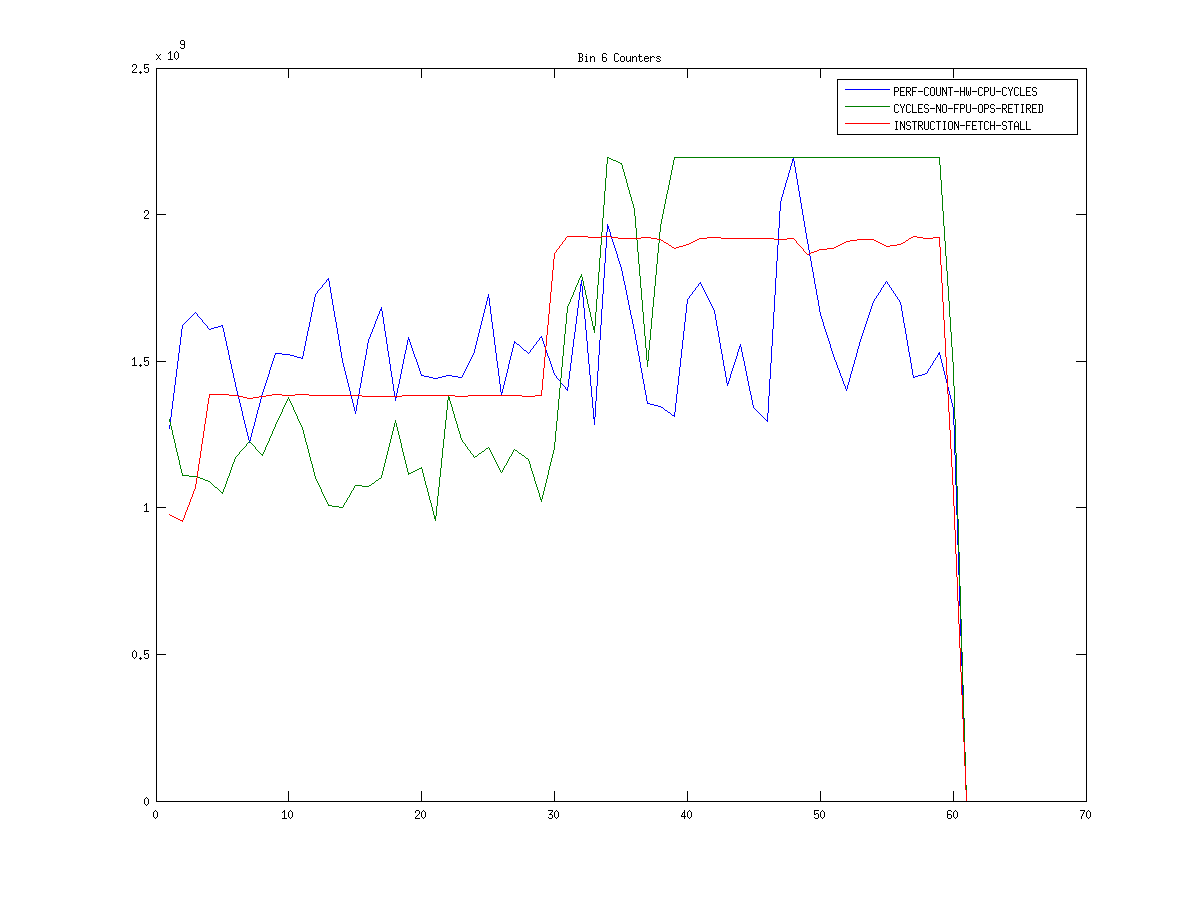 x 10^9
Bin 6 Counters
2.5
2
1.5
1
0.5
0
PERF-COUNT-HW-CPU-CYCLES
CYCLES-NO-FPU-OPS-RETIRED
INSTRUCTION-FETCH-STALL
0 10 20 30 40 50 60 70